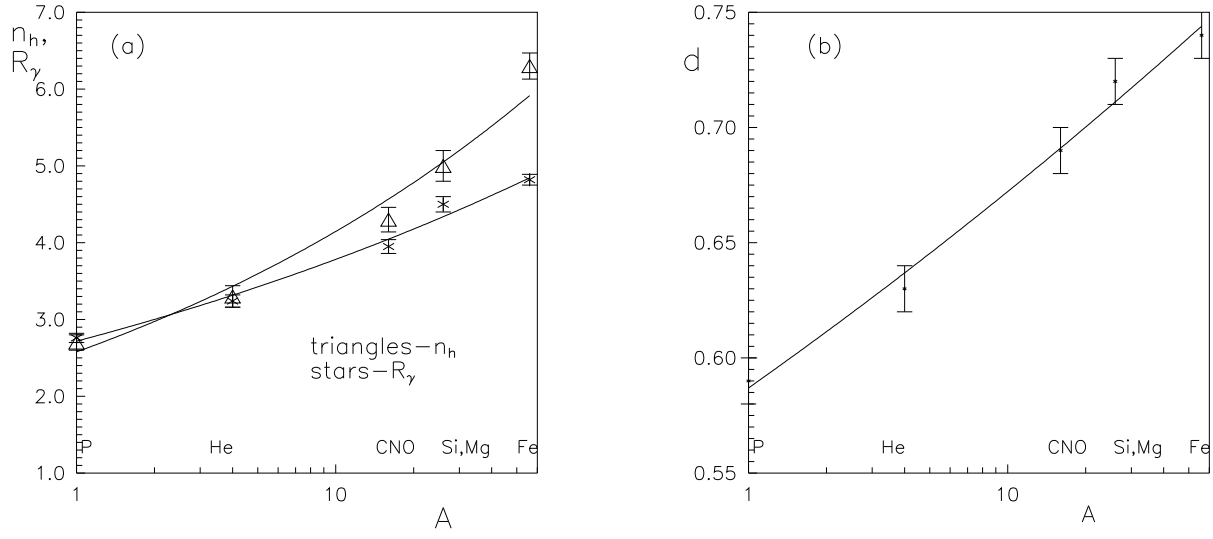 7.0
n_h,
R_γ
(a)
6.0
5.0
4.0
3.0
triangles−n_h
stars−R_γ
2.0
P He CNO Si,Mg Fe
1.0
1 10
A
0.75
(b)
d
0.70
0.65
0.60
P He CNO Si,Mg Fe
0.55
1 10
A